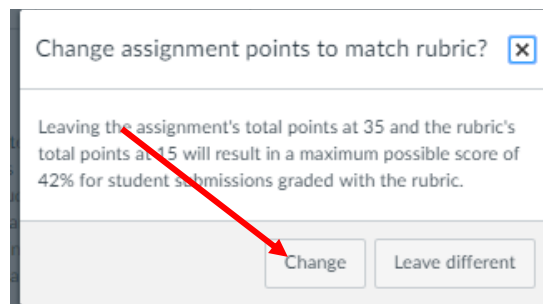 Change assignment points to match rubric?
Leaving the assignment's total points at 35 and the rubric's
total points at 15 will result in a maximum possible score of
42% for student submissions graded with the rubric.
Change
Leave different